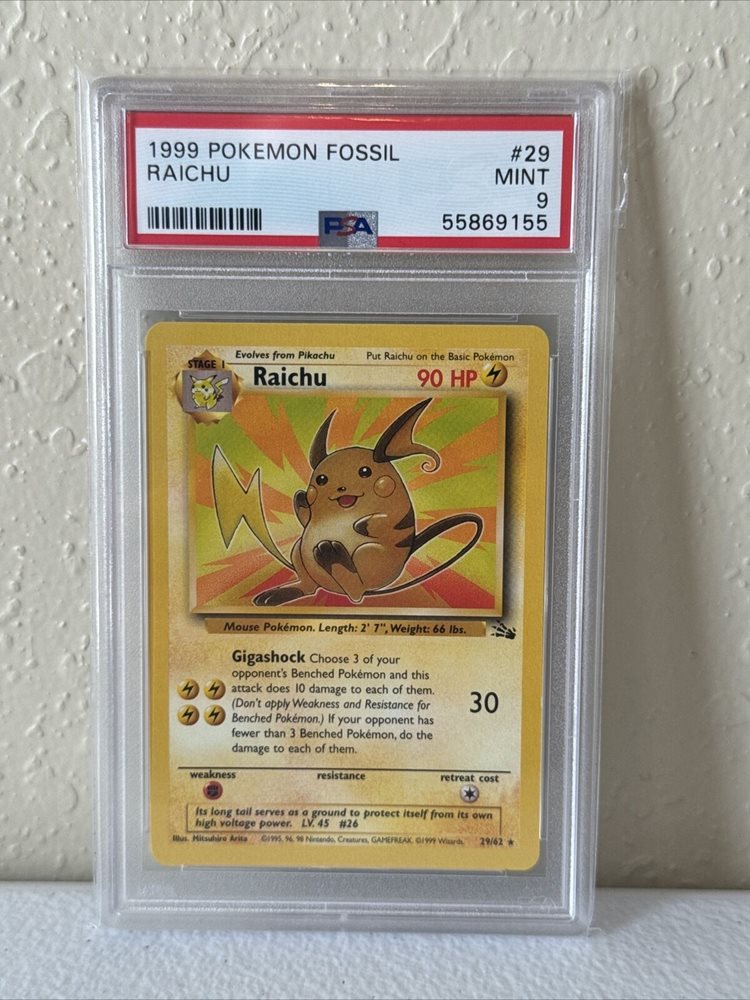 1999 POKEMON FOSSIL #29
RAICHU MINT
9
PSA 55869155
STAGE 1 Evolves from Pikachu Put Raichu on the Basic Pokémon
Raichu 90 HP
Mouse Pokémon. Length: 2' 7", Weight: 66 lbs.
Gigashock Choose 3 of your
opponent's Benched Pokémon and this
attack does 10 damage to each of them.
(Don't apply Weakness and Resistance for
Benched Pokémon.) If your opponent has
fewer than 3 Benched Pokémon, do the
damage to each of them.
30
weakness resistance retreat cost
Its long tail serves as a ground to protect itself from its own
high voltage power. LV. 45 #26
Illus. Mitsuhiro Arita ©1995, 96, 98 Nintendo, Creatures, GAMEFREAK. ©1999 Wizards. 29/62 ★